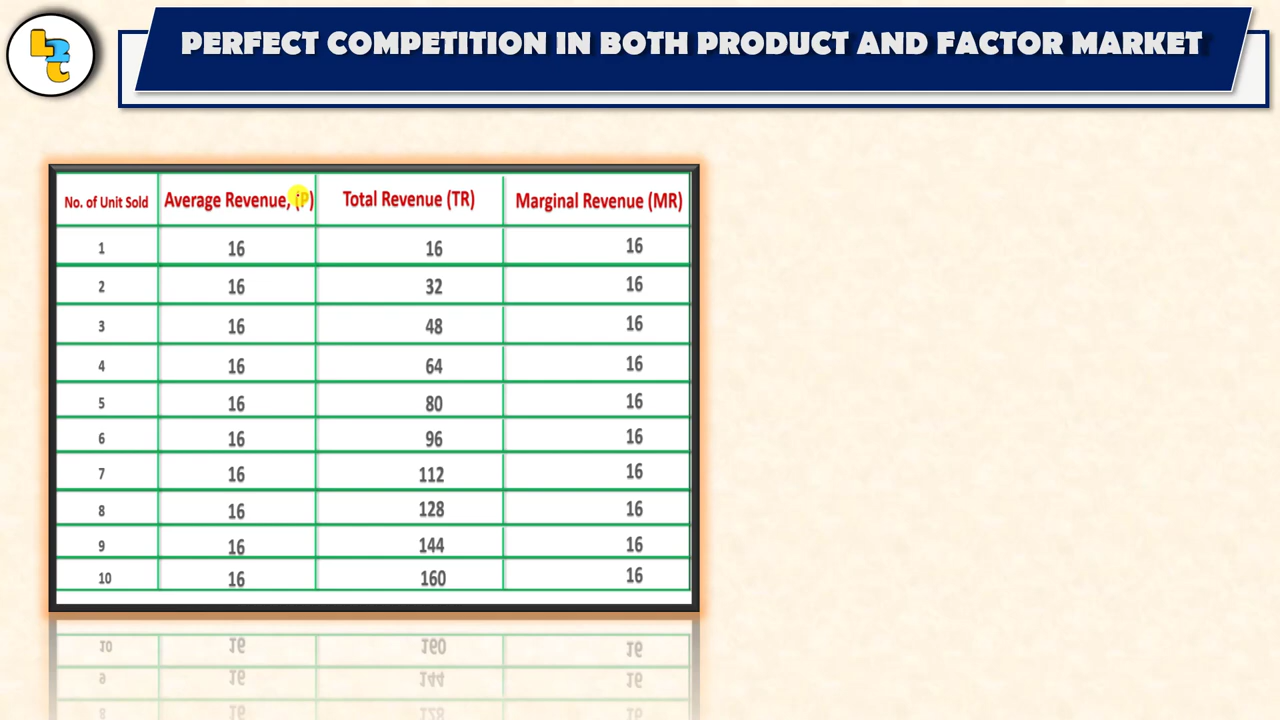 L2C
PERFECT COMPETITION IN BOTH PRODUCT AND FACTOR MARKET
No. of Unit Sold Average Revenue, (P) Total Revenue (TR) Marginal Revenue (MR)
1 16 16 16
2 16 32 16
3 16 48 16
4 16 64 16
5 16 80 16
6 16 96 16
7 16 112 16
8 16 128 16
9 16 144 16
10 16 160 16